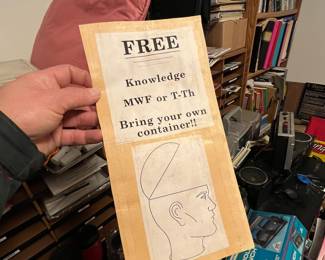 FREE
Knowledge
MWF or T-Th
Bring your own
container!!